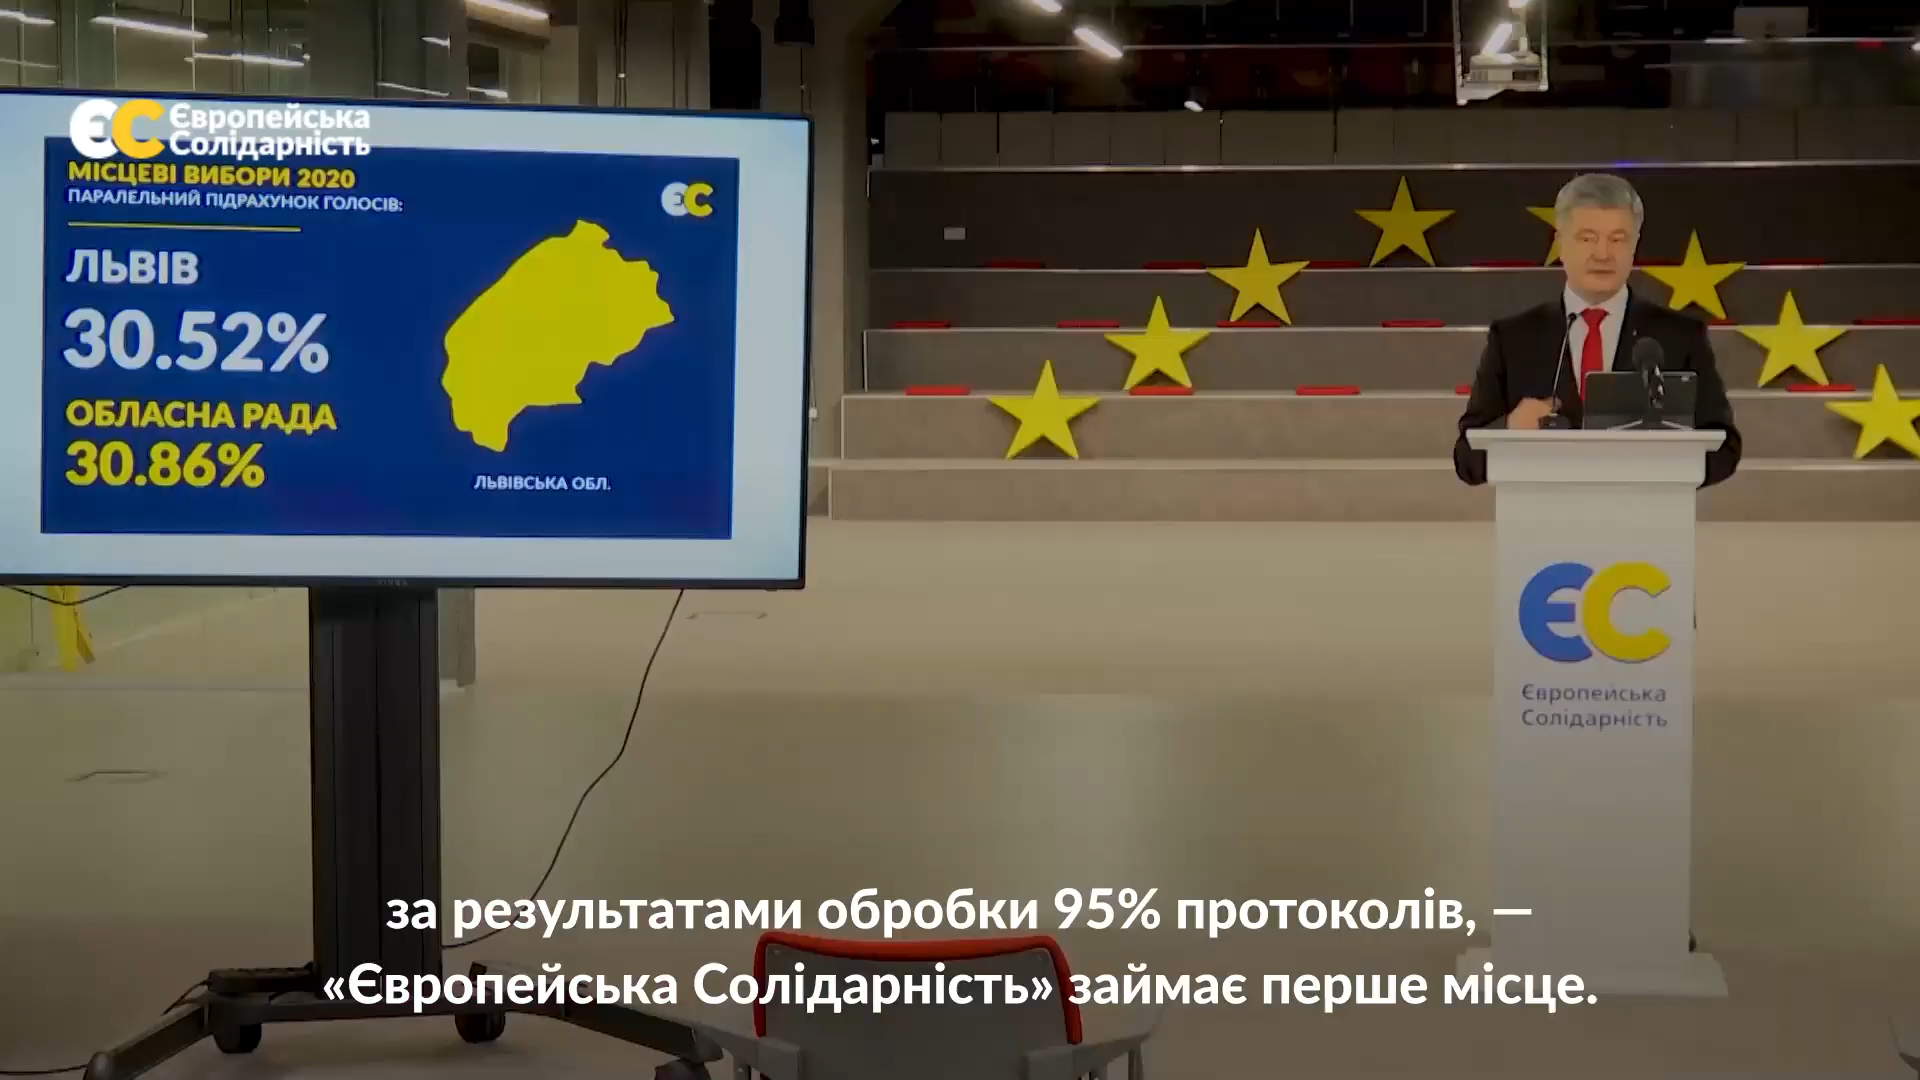 ЄС Європейська
Солідарність
МІСЦЕВІ ВИБОРИ 2020
ПАРАЛЕЛЬНИЙ ПІДРАХУНОК ГОЛОСІВ:
ЄС
ЛЬВІВ
30.52%
ОБЛАСНА РАДА
30.86%
ЛЬВІВСЬКА ОБЛ.
ЄС
Європейська
Солідарність
за результатами обробки 95% протоколів, —
«Європейська Солідарність» займає перше місце.